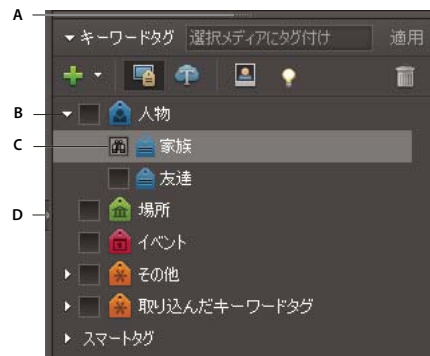 A
キーワードタグ 選択メディアにタグ付け 適用
B 人物
C 家族
友達
D 場所
イベント
その他
取り込んだキーワードタグ
スマートタグ